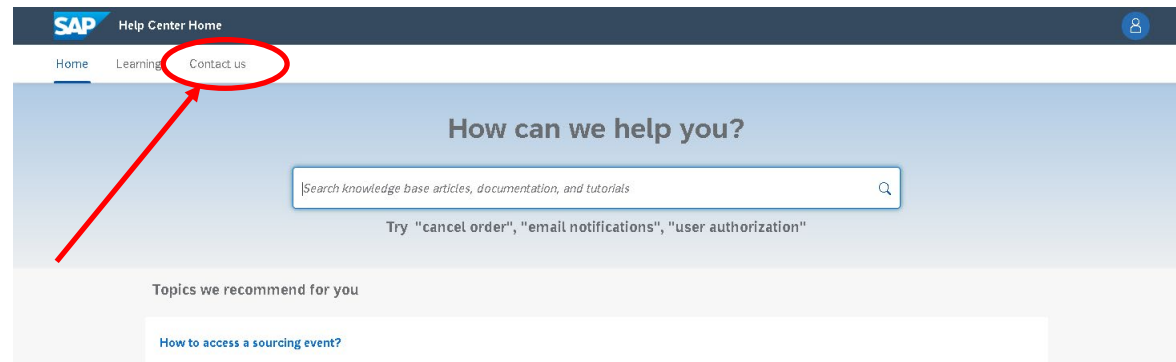 SAP Help Center Home
Home Learning Contact us
How can we help you?
Search knowledge base articles, documentation, and tutorials
Try "cancel order", "email notifications", "user authorization"
Topics we recommend for you
How to access a sourcing event?